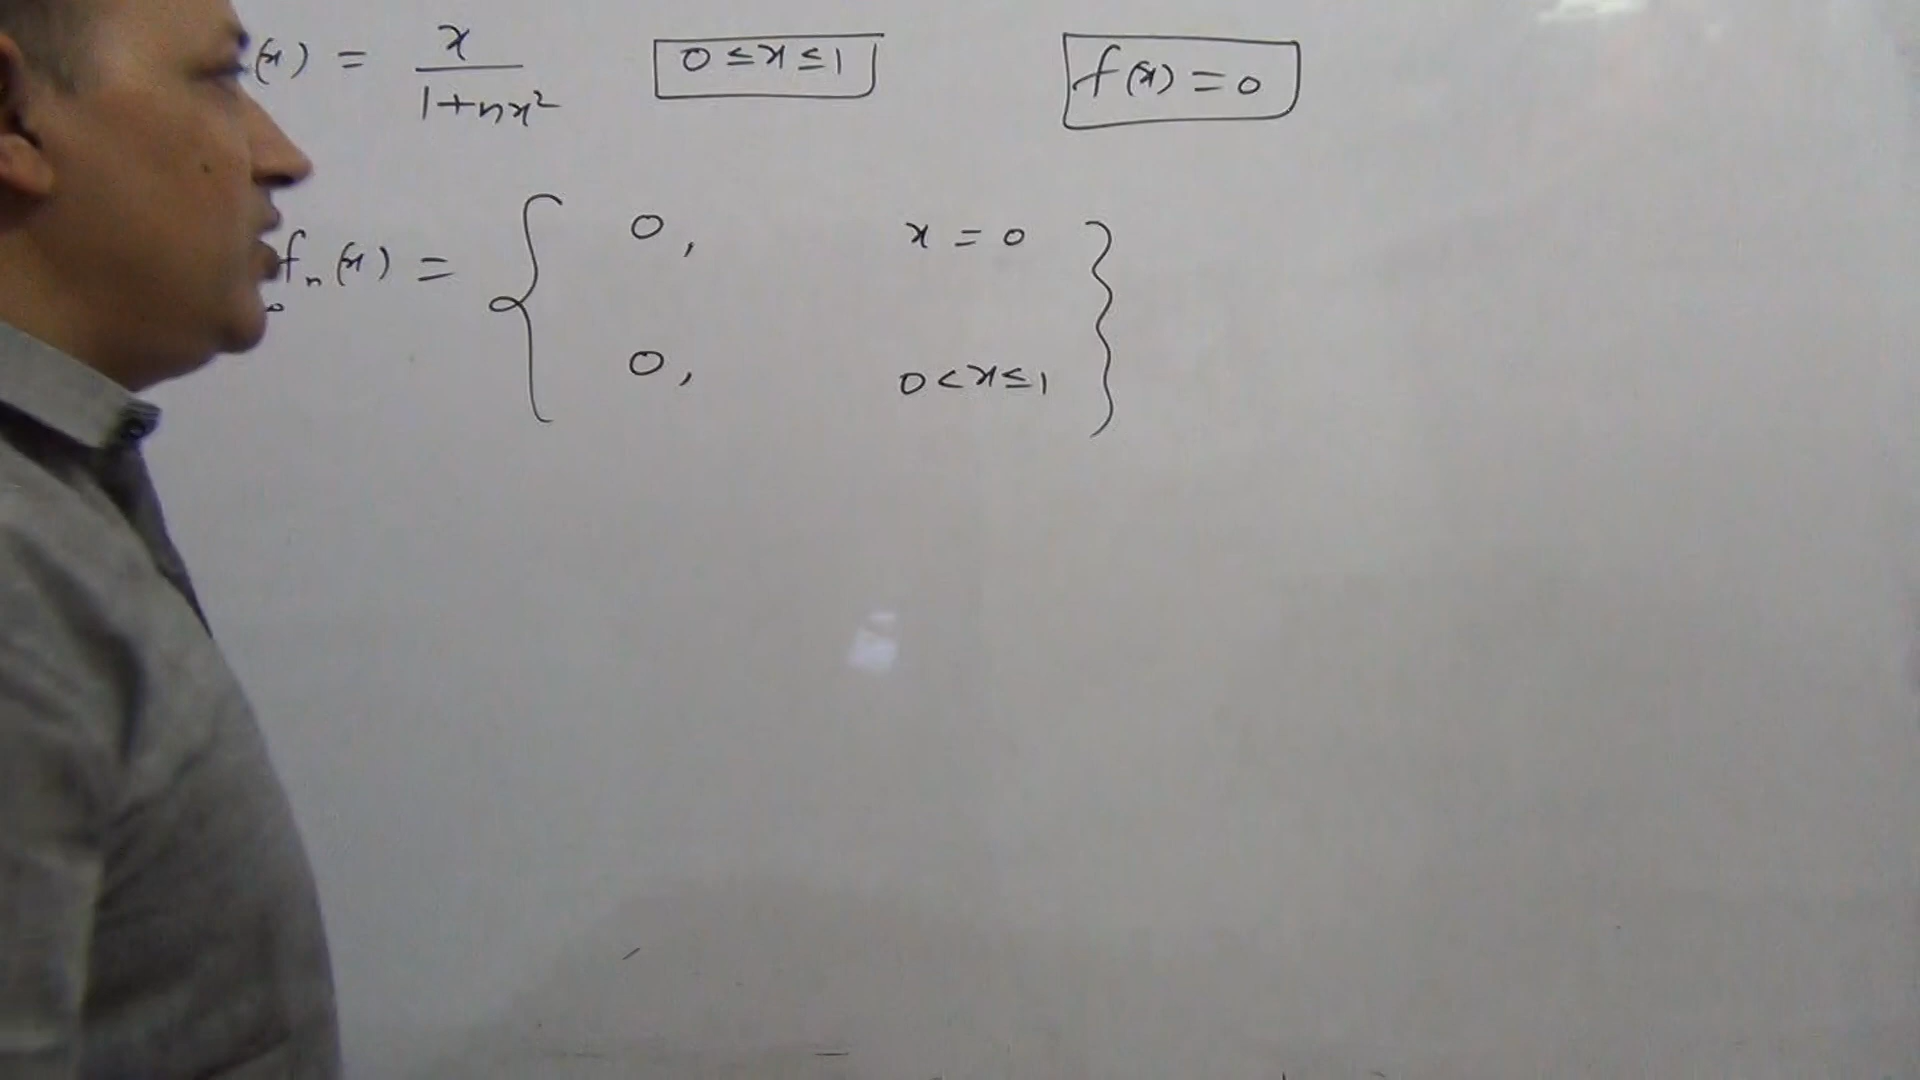 (x) = x / 1+nx² 0 ≤ x ≤ 1 f(x) = 0
fₙ(x) = { 0, x = 0
0, 0 < x ≤ 1 }